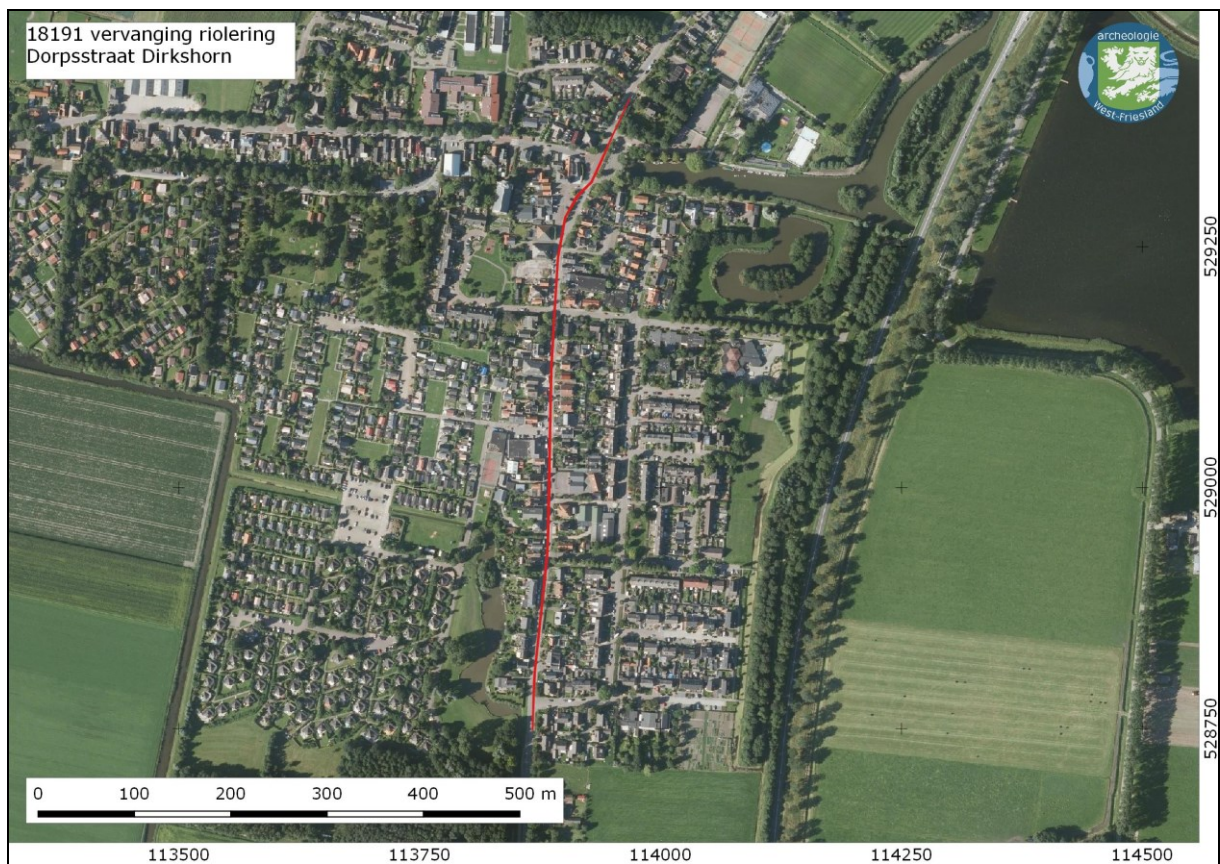 18191 vervanging riolering
Dorpsstraat Dirkshorn
archeologie
West-Friesland
529250
529000
528750
0 100 200 300 400 500 m
113500 113750 114000 114250 114500